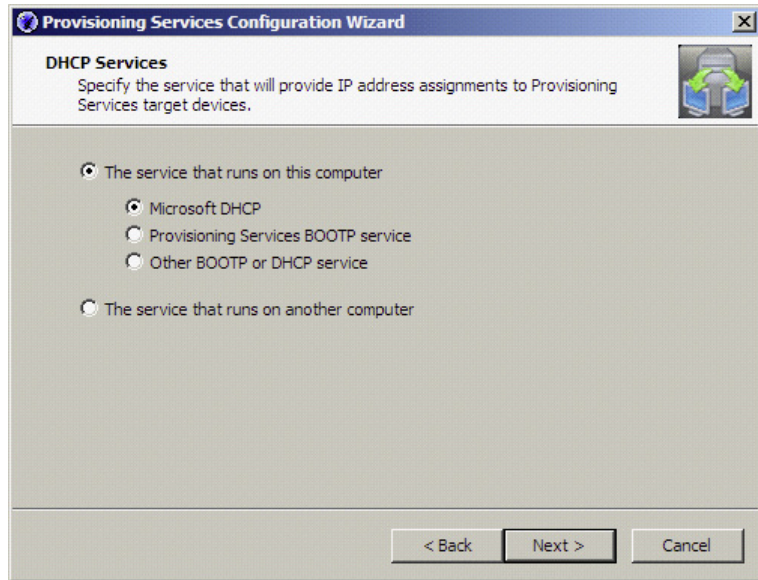 Provisioning Services Configuration Wizard
DHCP Services
Specify the service that will provide IP address assignments to Provisioning
Services target devices.
The service that runs on this computer
Microsoft DHCP
Provisioning Services BOOTP service
Other BOOTP or DHCP service
The service that runs on another computer
< Back Next > Cancel